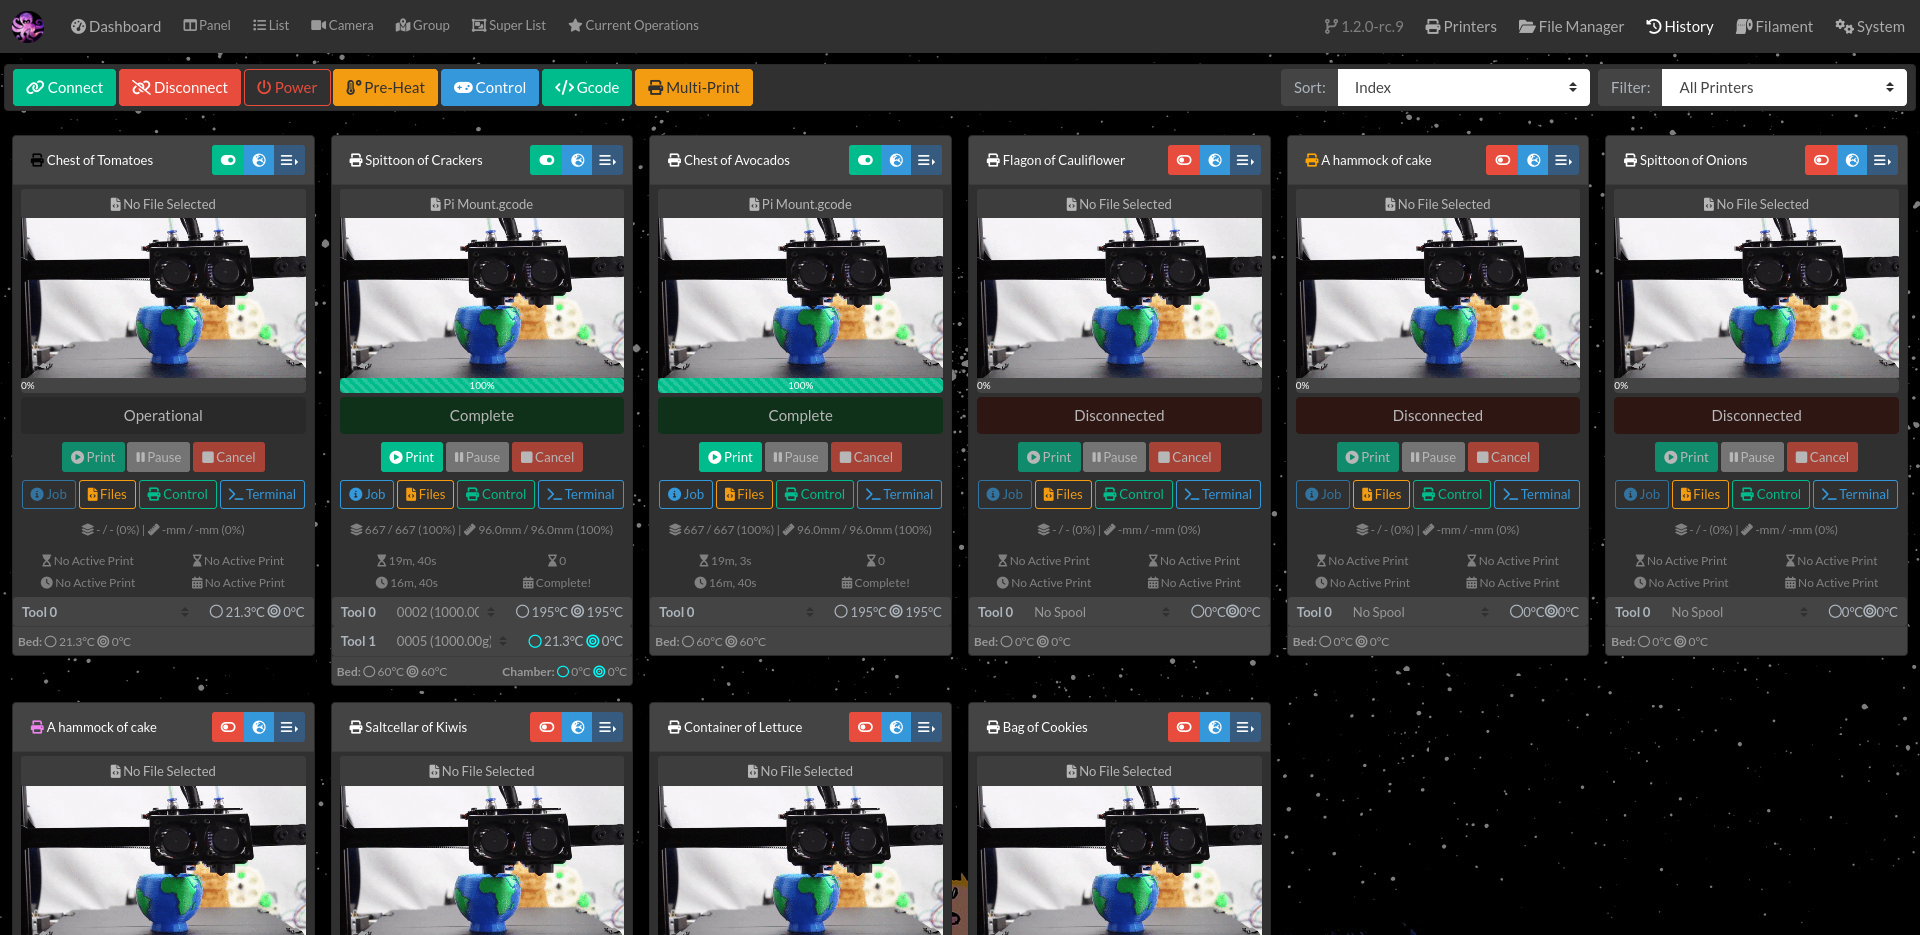 Dashboard Panel List Camera Group Super List Current Operations 1.2.0-rc.9 Printers File Manager History Filament System
Connect Disconnect Power Pre-Heat Control Gcode Multi-Print Sort: Index Filter: All Printers
Chest of Tomatoes
No File Selected
0%
Operational
Print Pause Cancel
Job Files Control Terminal
- / - (0%) | -mm / -mm (0%)
No Active Print No Active Print
No Active Print No Active Print
Tool 0 21.3°C 0°C
Bed: 21.3°C 0°C
Spittoon of Crackers
Pi Mount.gcode
100%
Complete
Print Pause Cancel
Job Files Control Terminal
667 / 667 (100%) | 96.0mm / 96.0mm (100%)
19m, 40s 0
16m, 40s Complete!
Tool 0 0002 (1000.00 195°C 195°C
Tool 1 0005 (1000.00g) 21.3°C 0°C
Bed: 60°C 60°C Chamber: 0°C 0°C
Chest of Avocados
Pi Mount.gcode
100%
Complete
Print Pause Cancel
Job Files Control Terminal
667 / 667 (100%) | 96.0mm / 96.0mm (100%)
19m, 3s 0
16m, 40s Complete!
Tool 0 195°C 195°C
Bed: 60°C 60°C
Flagon of Cauliflower
No File Selected
0%
Disconnected
Print Pause Cancel
Job Files Control Terminal
- / - (0%) | -mm / -mm (0%)
No Active Print No Active Print
No Active Print No Active Print
Tool 0 No Spool 0°C 0°C
Bed: 0°C 0°C
A hammock of cake
No File Selected
0%
Disconnected
Print Pause Cancel
Job Files Control Terminal
- / - (0%) | -mm / -mm (0%)
No Active Print No Active Print
No Active Print No Active Print
Tool 0 No Spool 0°C 0°C
Bed: 0°C 0°C
Spittoon of Onions
No File Selected
0%
Disconnected
Print Pause Cancel
Job Files Control Terminal
- / - (0%) | -mm / -mm (0%)
No Active Print No Active Print
No Active Print No Active Print
Tool 0 No Spool 0°C 0°C
Bed: 0°C 0°C
A hammock of cake
No File Selected
Saltcellar of Kiwis
No File Selected
Container of Lettuce
No File Selected
Bag of Cookies
No File Selected